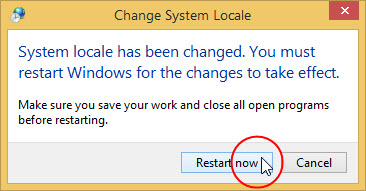 Change System Locale
System locale has been changed. You must
restart Windows for the changes to take effect.
Make sure you save your work and close all open programs
before restarting.
Restart now
Cancel